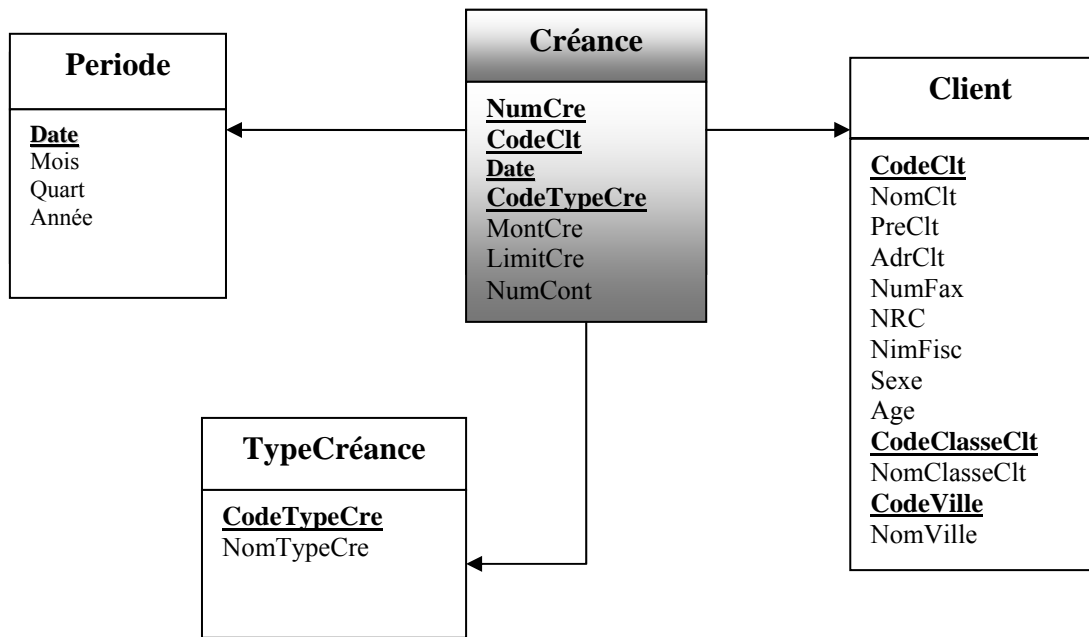 Periode
Date
Mois
Quart
Année
Créance
NumCre
CodeClt
Date
CodeTypeCre
MontCre
LimitCre
NumCont
Client
CodeClt
NomClt
PreClt
AdrClt
NumFax
NRC
NimFisc
Sexe
Age
CodeClasseClt
NomClasseClt
CodeVille
NomVille
TypeCréance
CodeTypeCre
NomTypeCre